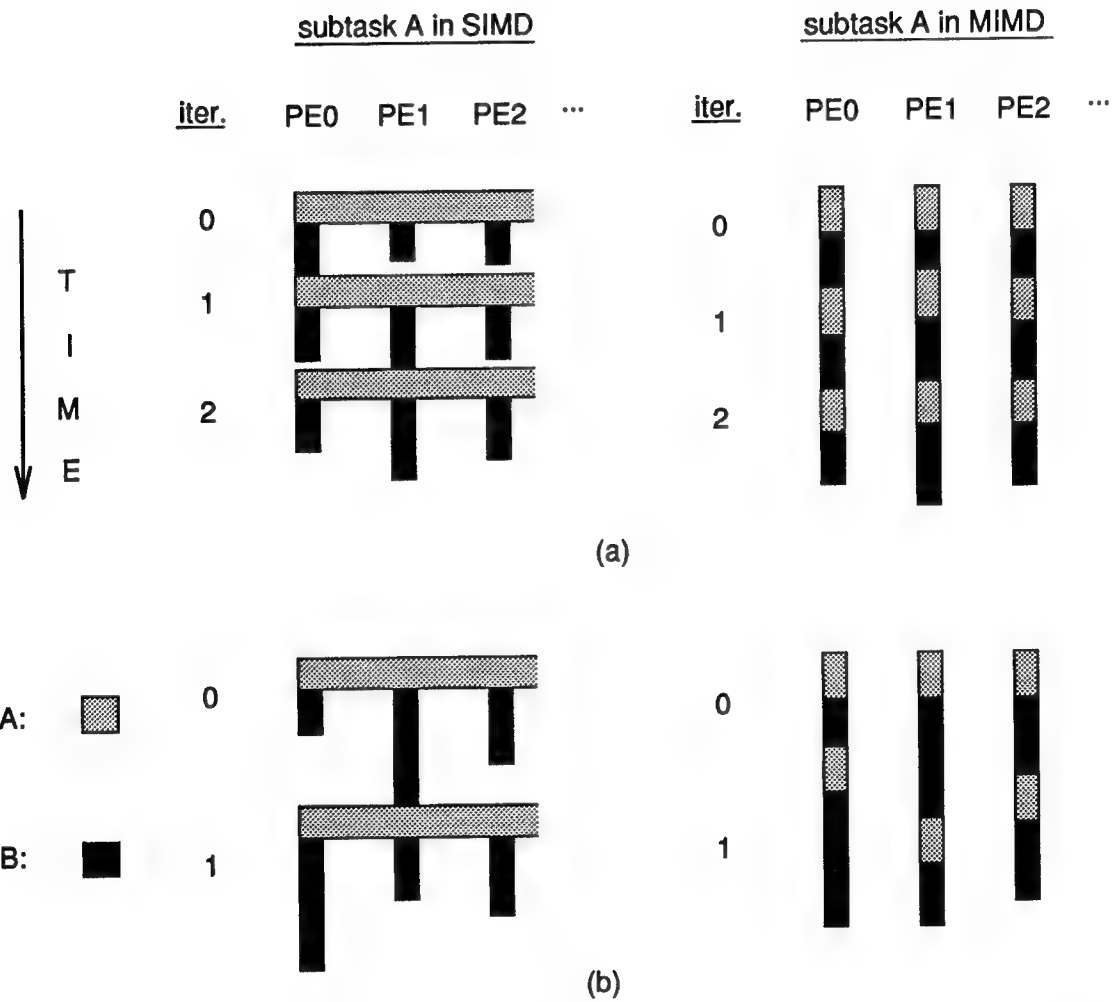 subtask A in SIMD
subtask A in MIMD
iter. PE0 PE1 PE2 ...
iter. PE0 PE1 PE2 ...
T
I
M
E
0
1
2
0
1
2
(a)
A:
B:
0
1
0
1
(b)